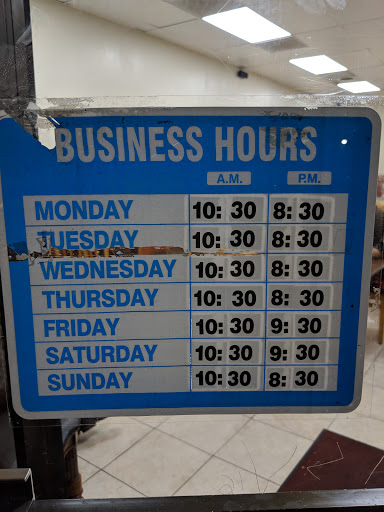 BUSINESS HOURS
A.M. P.M.
MONDAY 10: 30 8: 30
TUESDAY 10: 30 8: 30
WEDNESDAY 10: 30 8: 30
THURSDAY 10: 30 8: 30
FRIDAY 10: 30 9: 30
SATURDAY 10: 30 9: 30
SUNDAY 10: 30 8: 30